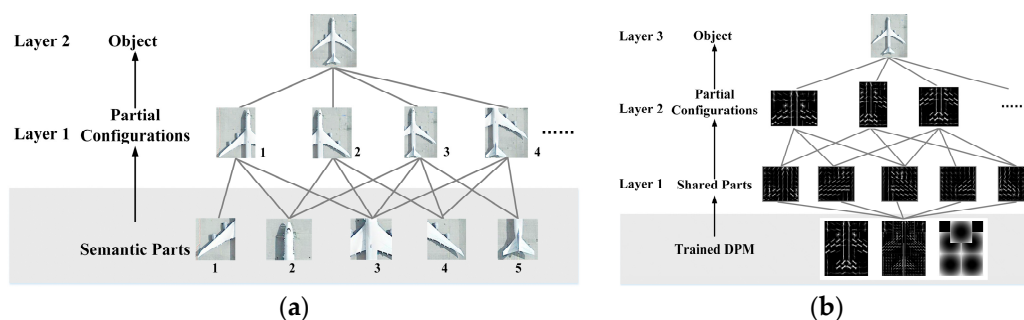 Layer 2
Object
Layer 1
Partial
Configurations
1
2
3
4
......
Semantic Parts
1
2
3
4
5
(a)
Layer 3
Object
Layer 2
Partial
Configurations
......
Layer 1
Shared Parts
Trained DPM
(b)